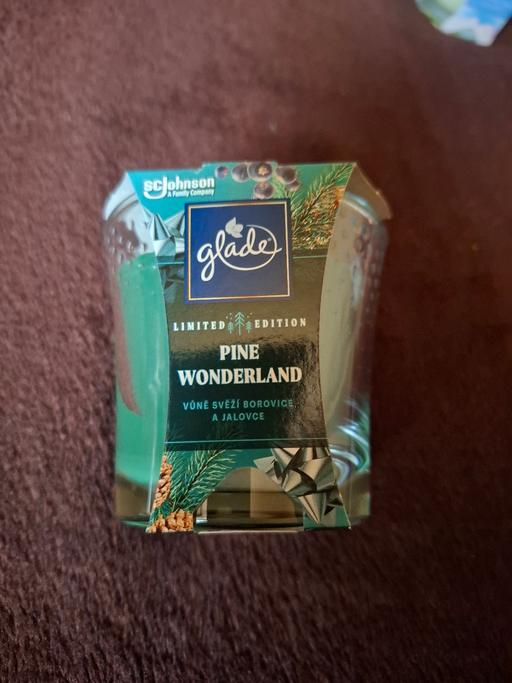 SC Johnson
A Family Company
glade
LIMITED EDITION
PINE
WONDERLAND
VŮNĚ SVĚŽÍ BOROVICE
A JALOVCE